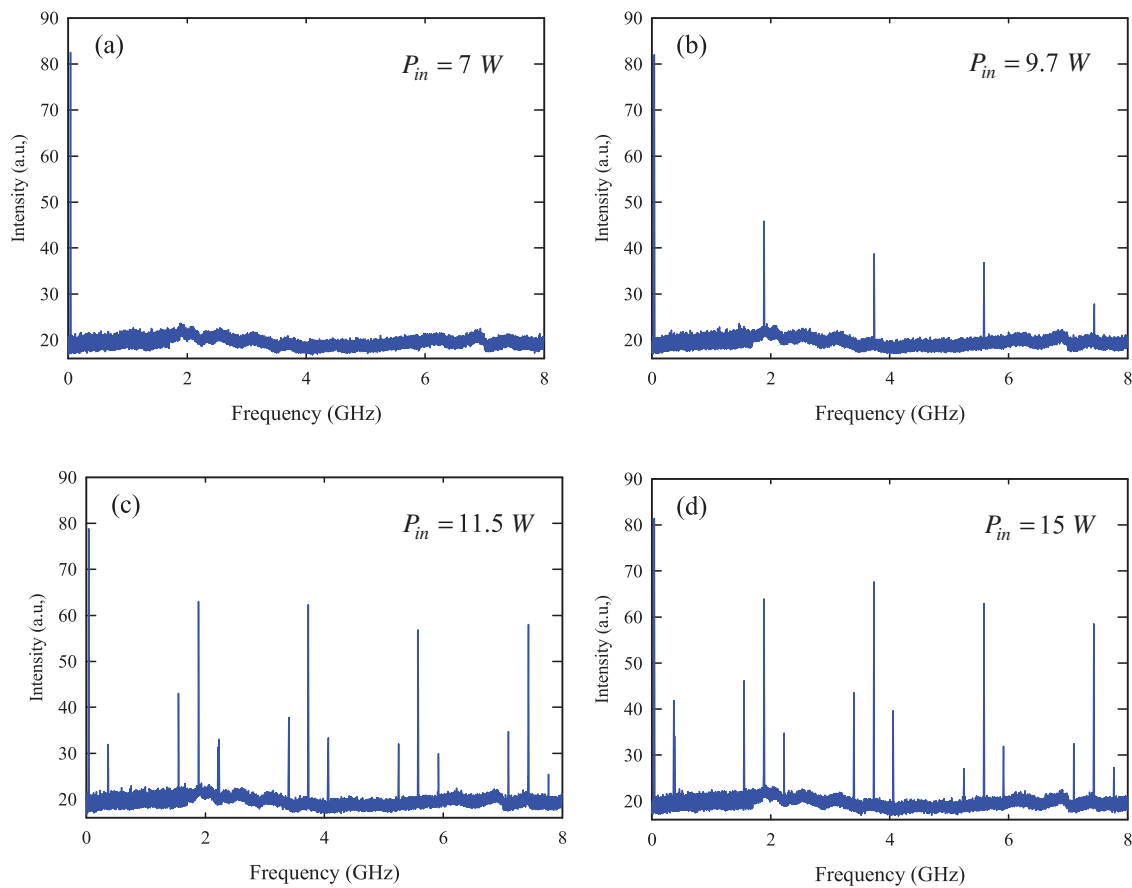 (a)
P_in = 7 W
90
80
70
60
50
40
30
20
Intensity (a.u,)
0 2 4 6 8
Frequency (GHz)
(b)
P_in = 9.7 W
90
80
70
60
50
40
30
20
Intensity (a.u,)
0 2 4 6 8
Frequency (GHz)
(c)
P_in = 11.5 W
90
80
70
60
50
40
30
20
Intensity (a.u,)
0 2 4 6 8
Frequency (GHz)
(d)
P_in = 15 W
90
80
70
60
50
40
30
20
Intensity (a.u,)
0 2 4 6 8
Frequency (GHz)